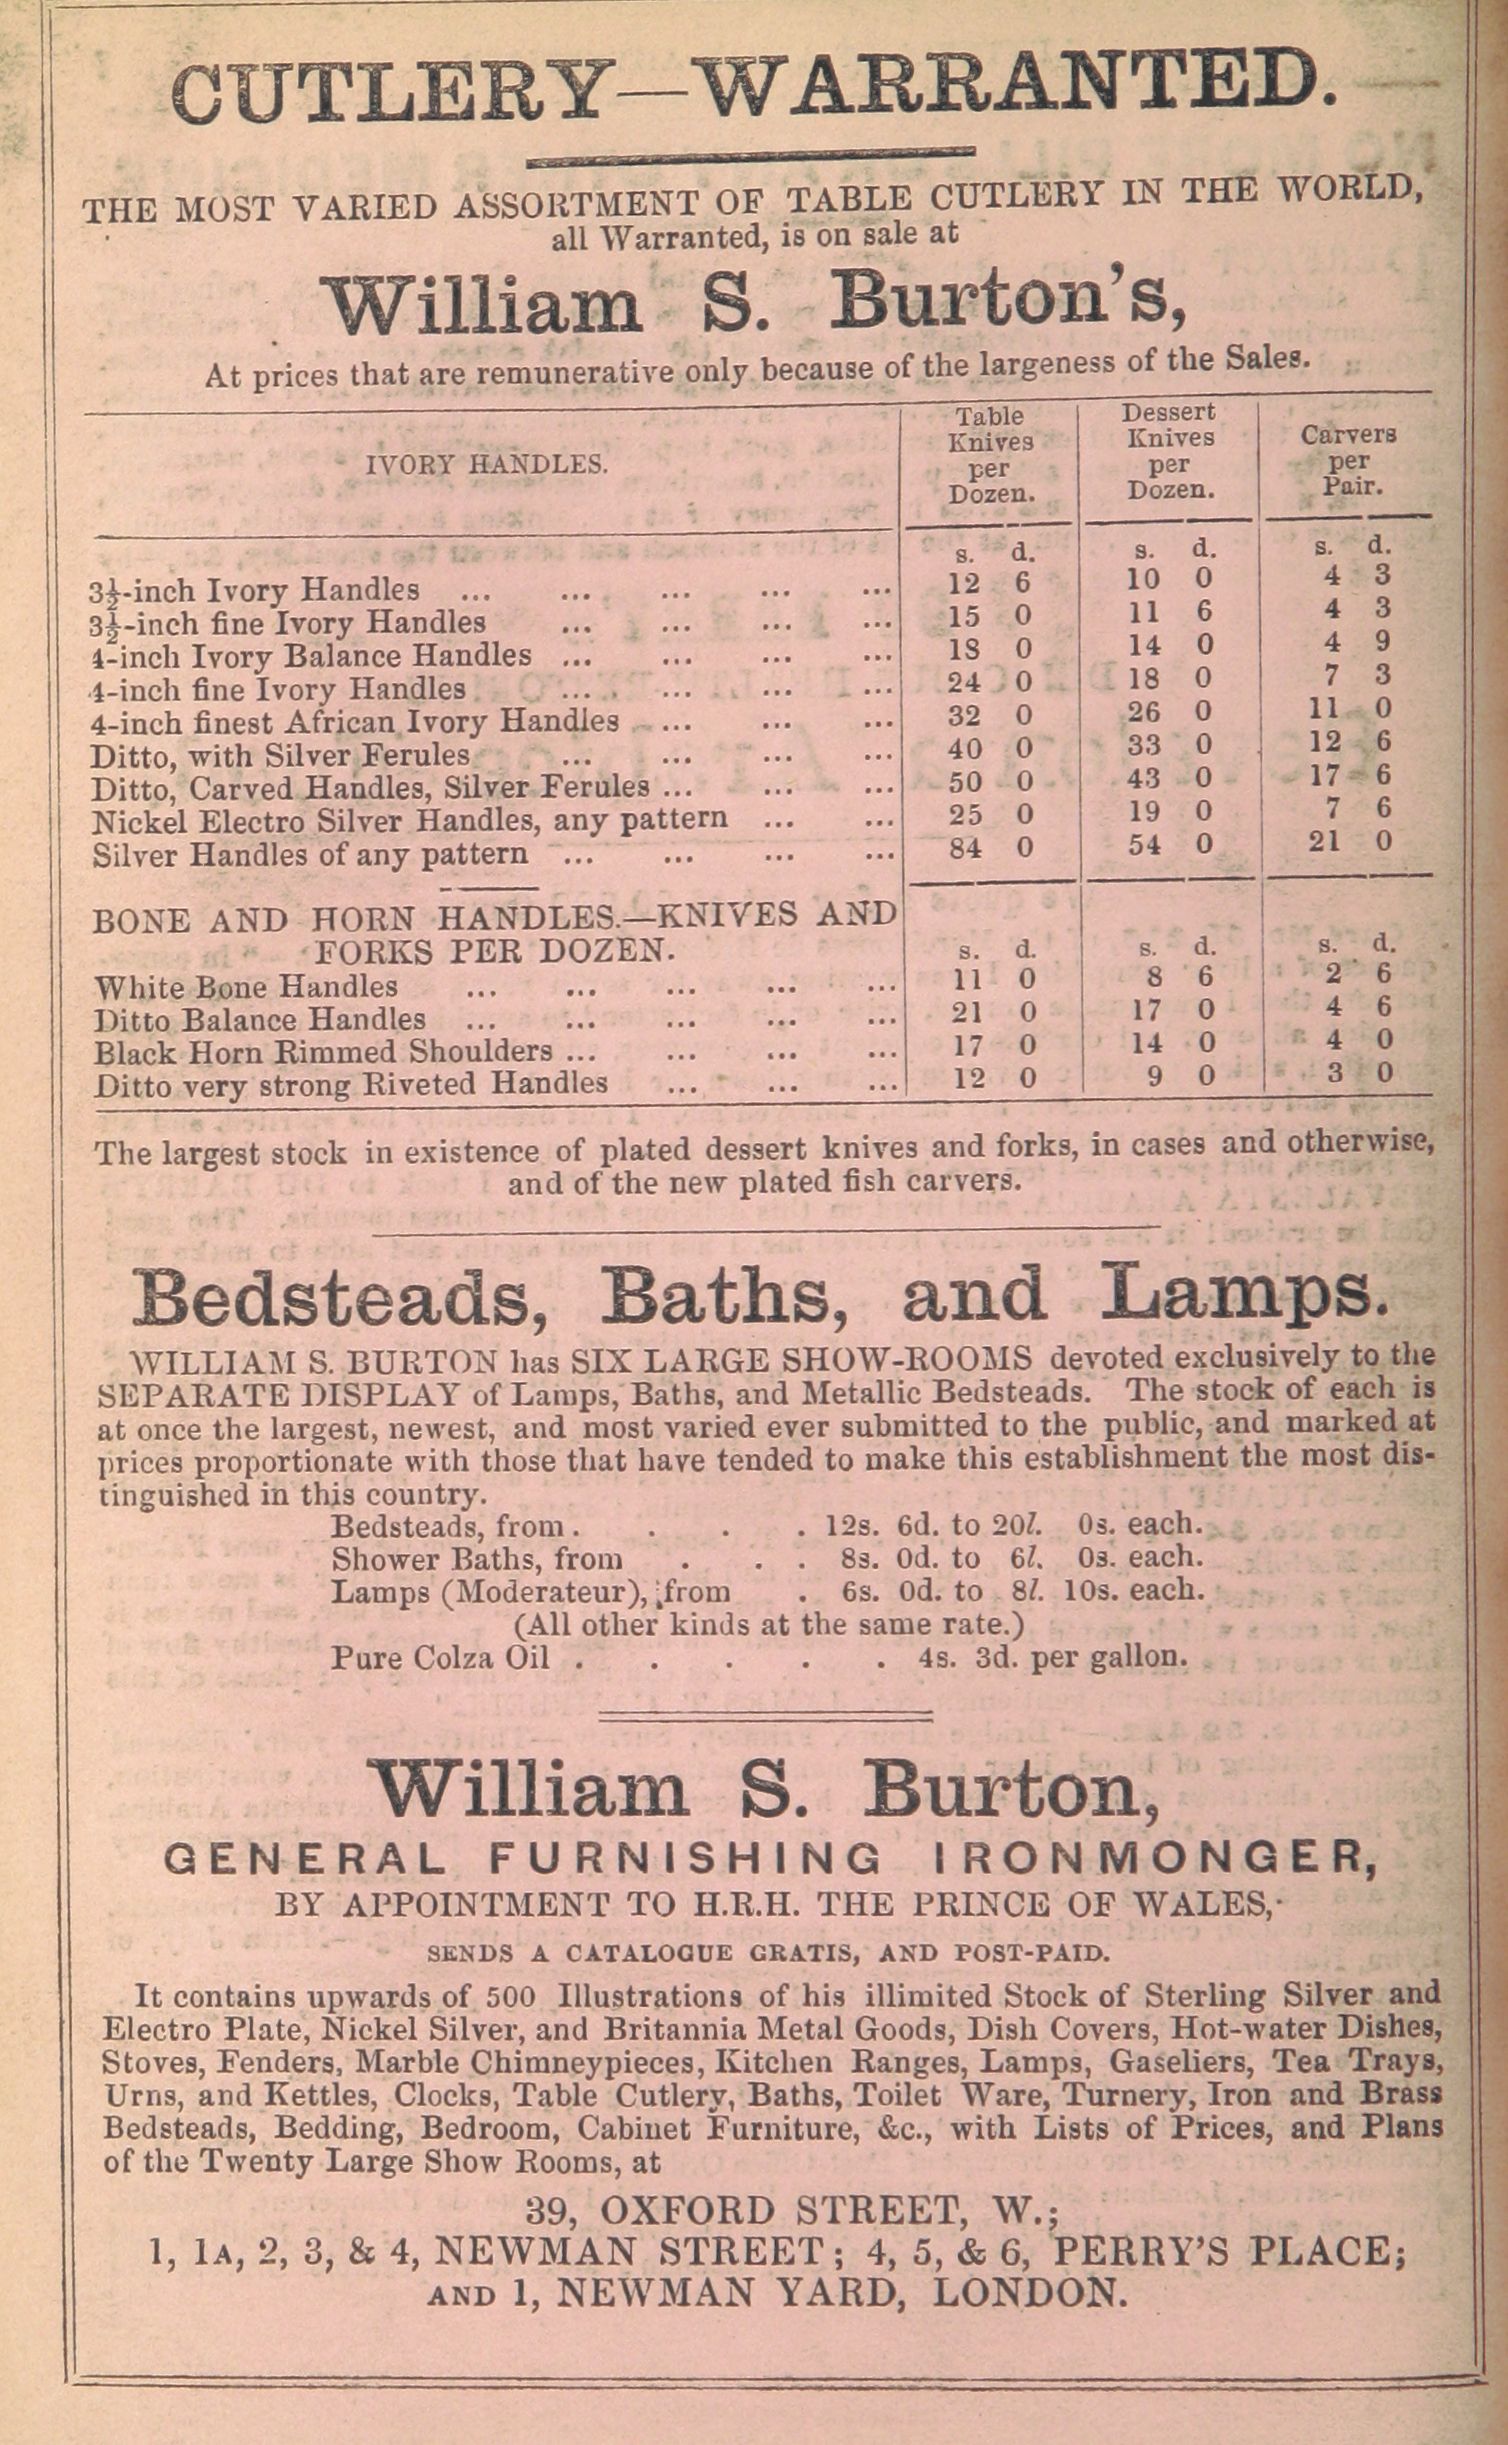 CUTLERY—WARRANTED.
THE MOST VARIED ASSORTMENT OF TABLE CUTLERY IN THE WORLD,
all Warranted, is on sale at
William S. Burton's,
At prices that are remunerative only because of the largeness of the Sales.
IVORY HANDLES. Table Knives per Dozen. Dessert Knives per Dozen. Carvers per Pair.
s. d. s. d. s. d.
3½-inch Ivory Handles ... ... ... ... ... 12 6 10 0 4 3
3½-inch fine Ivory Handles ... ... ... ... 15 0 11 6 4 3
4-inch Ivory Balance Handles ... ... ... ... 18 0 14 0 4 9
4-inch fine Ivory Handles ... ... ... ... 24 0 18 0 7 3
4-inch finest African Ivory Handles ... ... ... 32 0 26 0 11 0
Ditto, with Silver Ferules ... ... ... ... 40 0 33 0 12 6
Ditto, Carved Handles, Silver Ferules ... ... ... 50 0 43 0 17 6
Nickel Electro Silver Handles, any pattern ... ... 25 0 19 0 7 6
Silver Handles of any pattern ... ... ... ... 84 0 54 0 21 0
BONE AND HORN HANDLES.—KNIVES AND
FORKS PER DOZEN. s. d. s. d. s. d.
White Bone Handles ... ... ... ... ... 11 0 8 6 2 6
Ditto Balance Handles ... ... ... ... ... 21 0 17 0 4 6
Black Horn Rimmed Shoulders ... ... ... ... 17 0 14 0 4 0
Ditto very strong Riveted Handles ... ... ... 12 0 9 0 3 0
The largest stock in existence of plated dessert knives and forks, in cases and otherwise,
and of the new plated fish carvers.
Bedsteads, Baths, and Lamps.
WILLIAM S. BURTON has SIX LARGE SHOW-ROOMS devoted exclusively to the
SEPARATE DISPLAY of Lamps, Baths, and Metallic Bedsteads. The stock of each is
at once the largest, newest, and most varied ever submitted to the public, and marked at
prices proportionate with those that have tended to make this establishment the most dis-
tinguished in this country.
Bedsteads, from . . . . 12s. 6d. to 20l. 0s. each.
Shower Baths, from . . . 8s. 0d. to 6l. 0s. each.
Lamps (Moderateur), from . 6s. 0d. to 8l. 10s. each.
(All other kinds at the same rate.)
Pure Colza Oil . . . . . 4s. 3d. per gallon.
William S. Burton,
GENERAL FURNISHING IRONMONGER,
BY APPOINTMENT TO H.R.H. THE PRINCE OF WALES,
SENDS A CATALOGUE GRATIS, AND POST-PAID.
It contains upwards of 500 Illustrations of his illimited Stock of Sterling Silver and
Electro Plate, Nickel Silver, and Britannia Metal Goods, Dish Covers, Hot-water Dishes,
Stoves, Fenders, Marble Chimneypieces, Kitchen Ranges, Lamps, Gaseliers, Tea Trays,
Urns, and Kettles, Clocks, Table Cutlery, Baths, Toilet Ware, Turnery, Iron and Brass
Bedsteads, Bedding, Bedroom, Cabinet Furniture, &c., with Lists of Prices, and Plans
of the Twenty Large Show Rooms, at
39, OXFORD STREET, W.;
1, 1A, 2, 3, & 4, NEWMAN STREET; 4, 5, & 6, PERRY'S PLACE;
AND 1, NEWMAN YARD, LONDON.